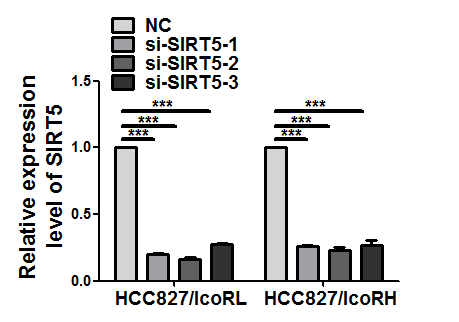 NC
si-SIRT5-1
si-SIRT5-2
si-SIRT5-3
Relative expression
level of SIRT5
1.5
1.0
0.5
0.0
***
***
***
***
***
***
HCC827/IcoRL
HCC827/IcoRH